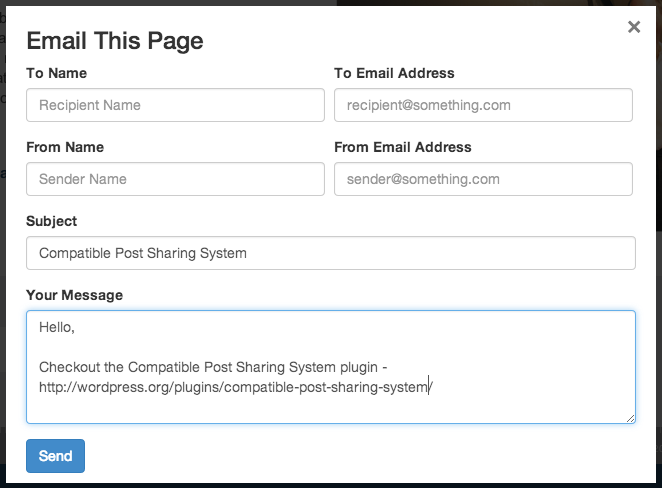 Email This Page
×
To Name
To Email Address
Recipient Name
recipient@something.com
From Name
From Email Address
Sender Name
sender@something.com
Subject
Compatible Post Sharing System
Your Message
Hello,
Checkout the Compatible Post Sharing System plugin -
http://wordpress.org/plugins/compatible-post-sharing-system/
Send